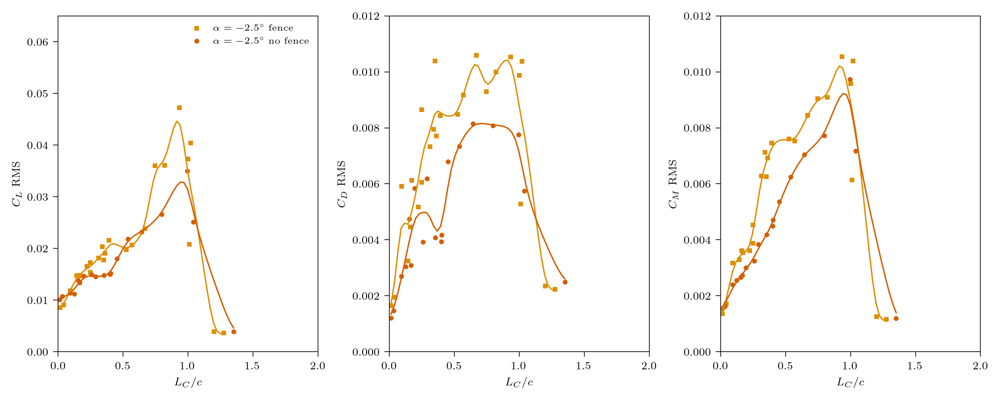 α = −2.5° fence
α = −2.5° no fence
0.06
0.05
0.04
0.03
0.02
0.01
0.00
C_L RMS
0.0 0.5 1.0 1.5 2.0
L_C/c
0.012
0.010
0.008
0.006
0.004
0.002
0.000
C_D RMS
0.0 0.5 1.0 1.5 2.0
L_C/c
0.012
0.010
0.008
0.006
0.004
0.002
0.000
C_M RMS
0.0 0.5 1.0 1.5 2.0
L_C/c